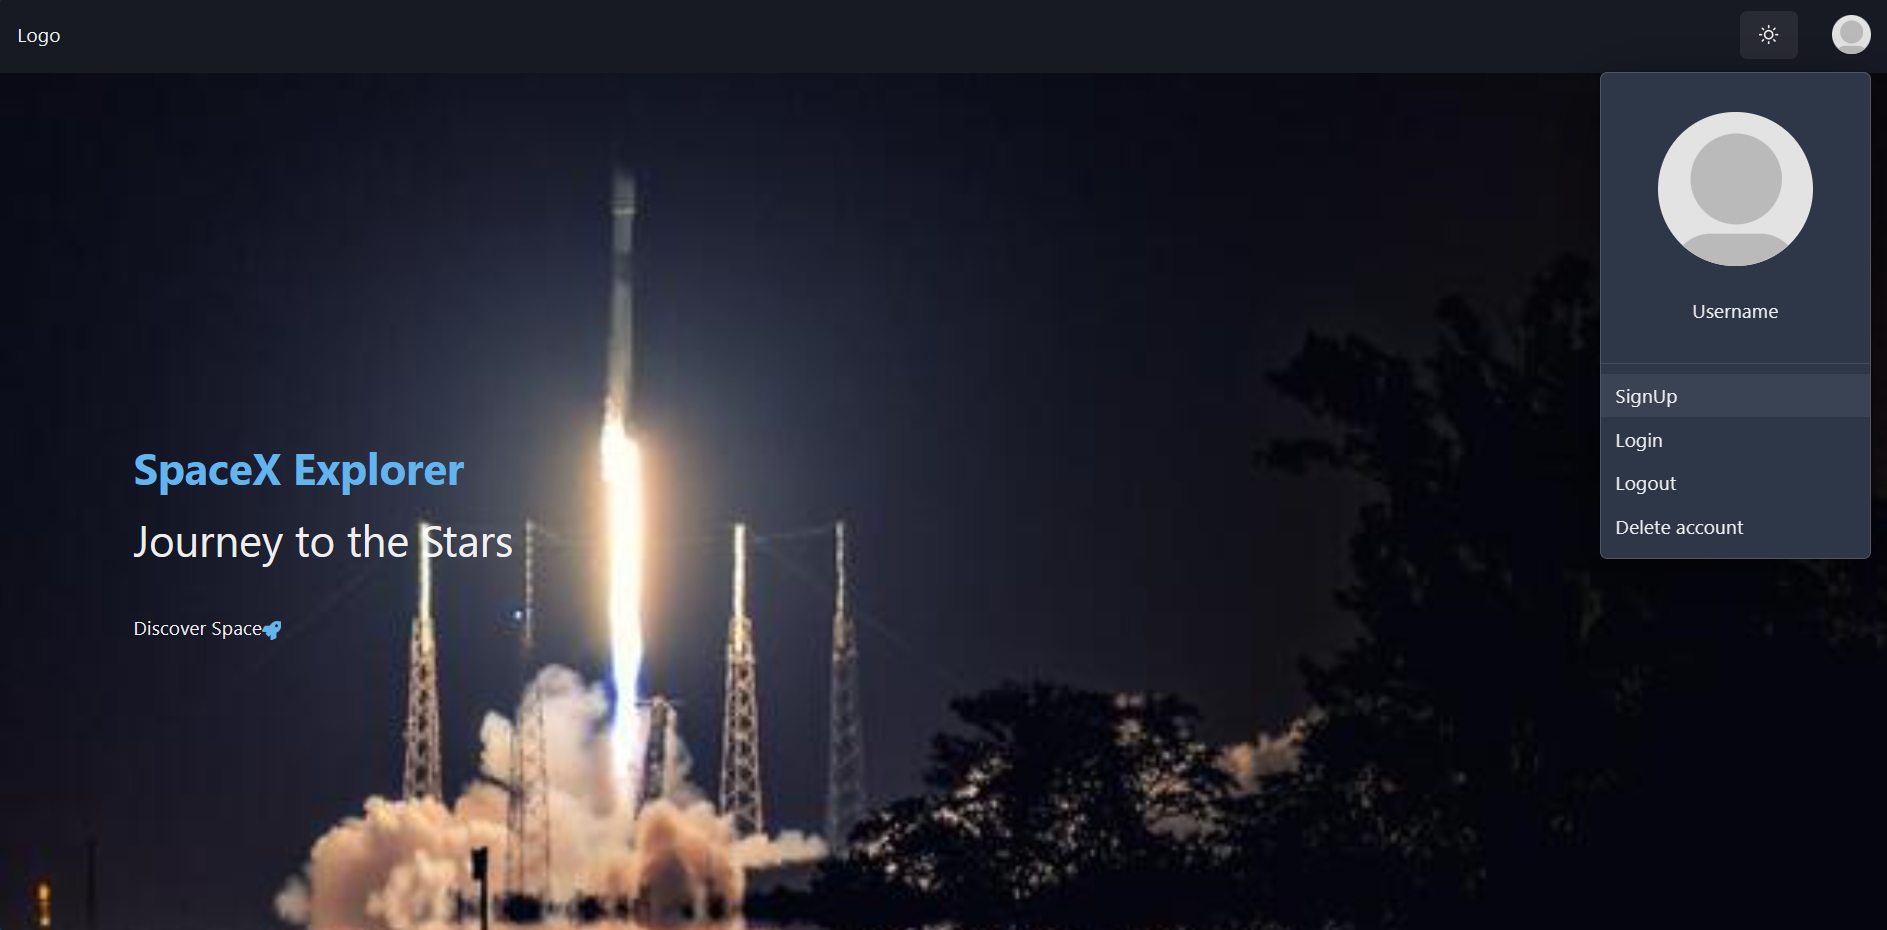 Logo
Username
SignUp
Login
Logout
Delete account
SpaceX Explorer
Journey to the Stars
Discover Space